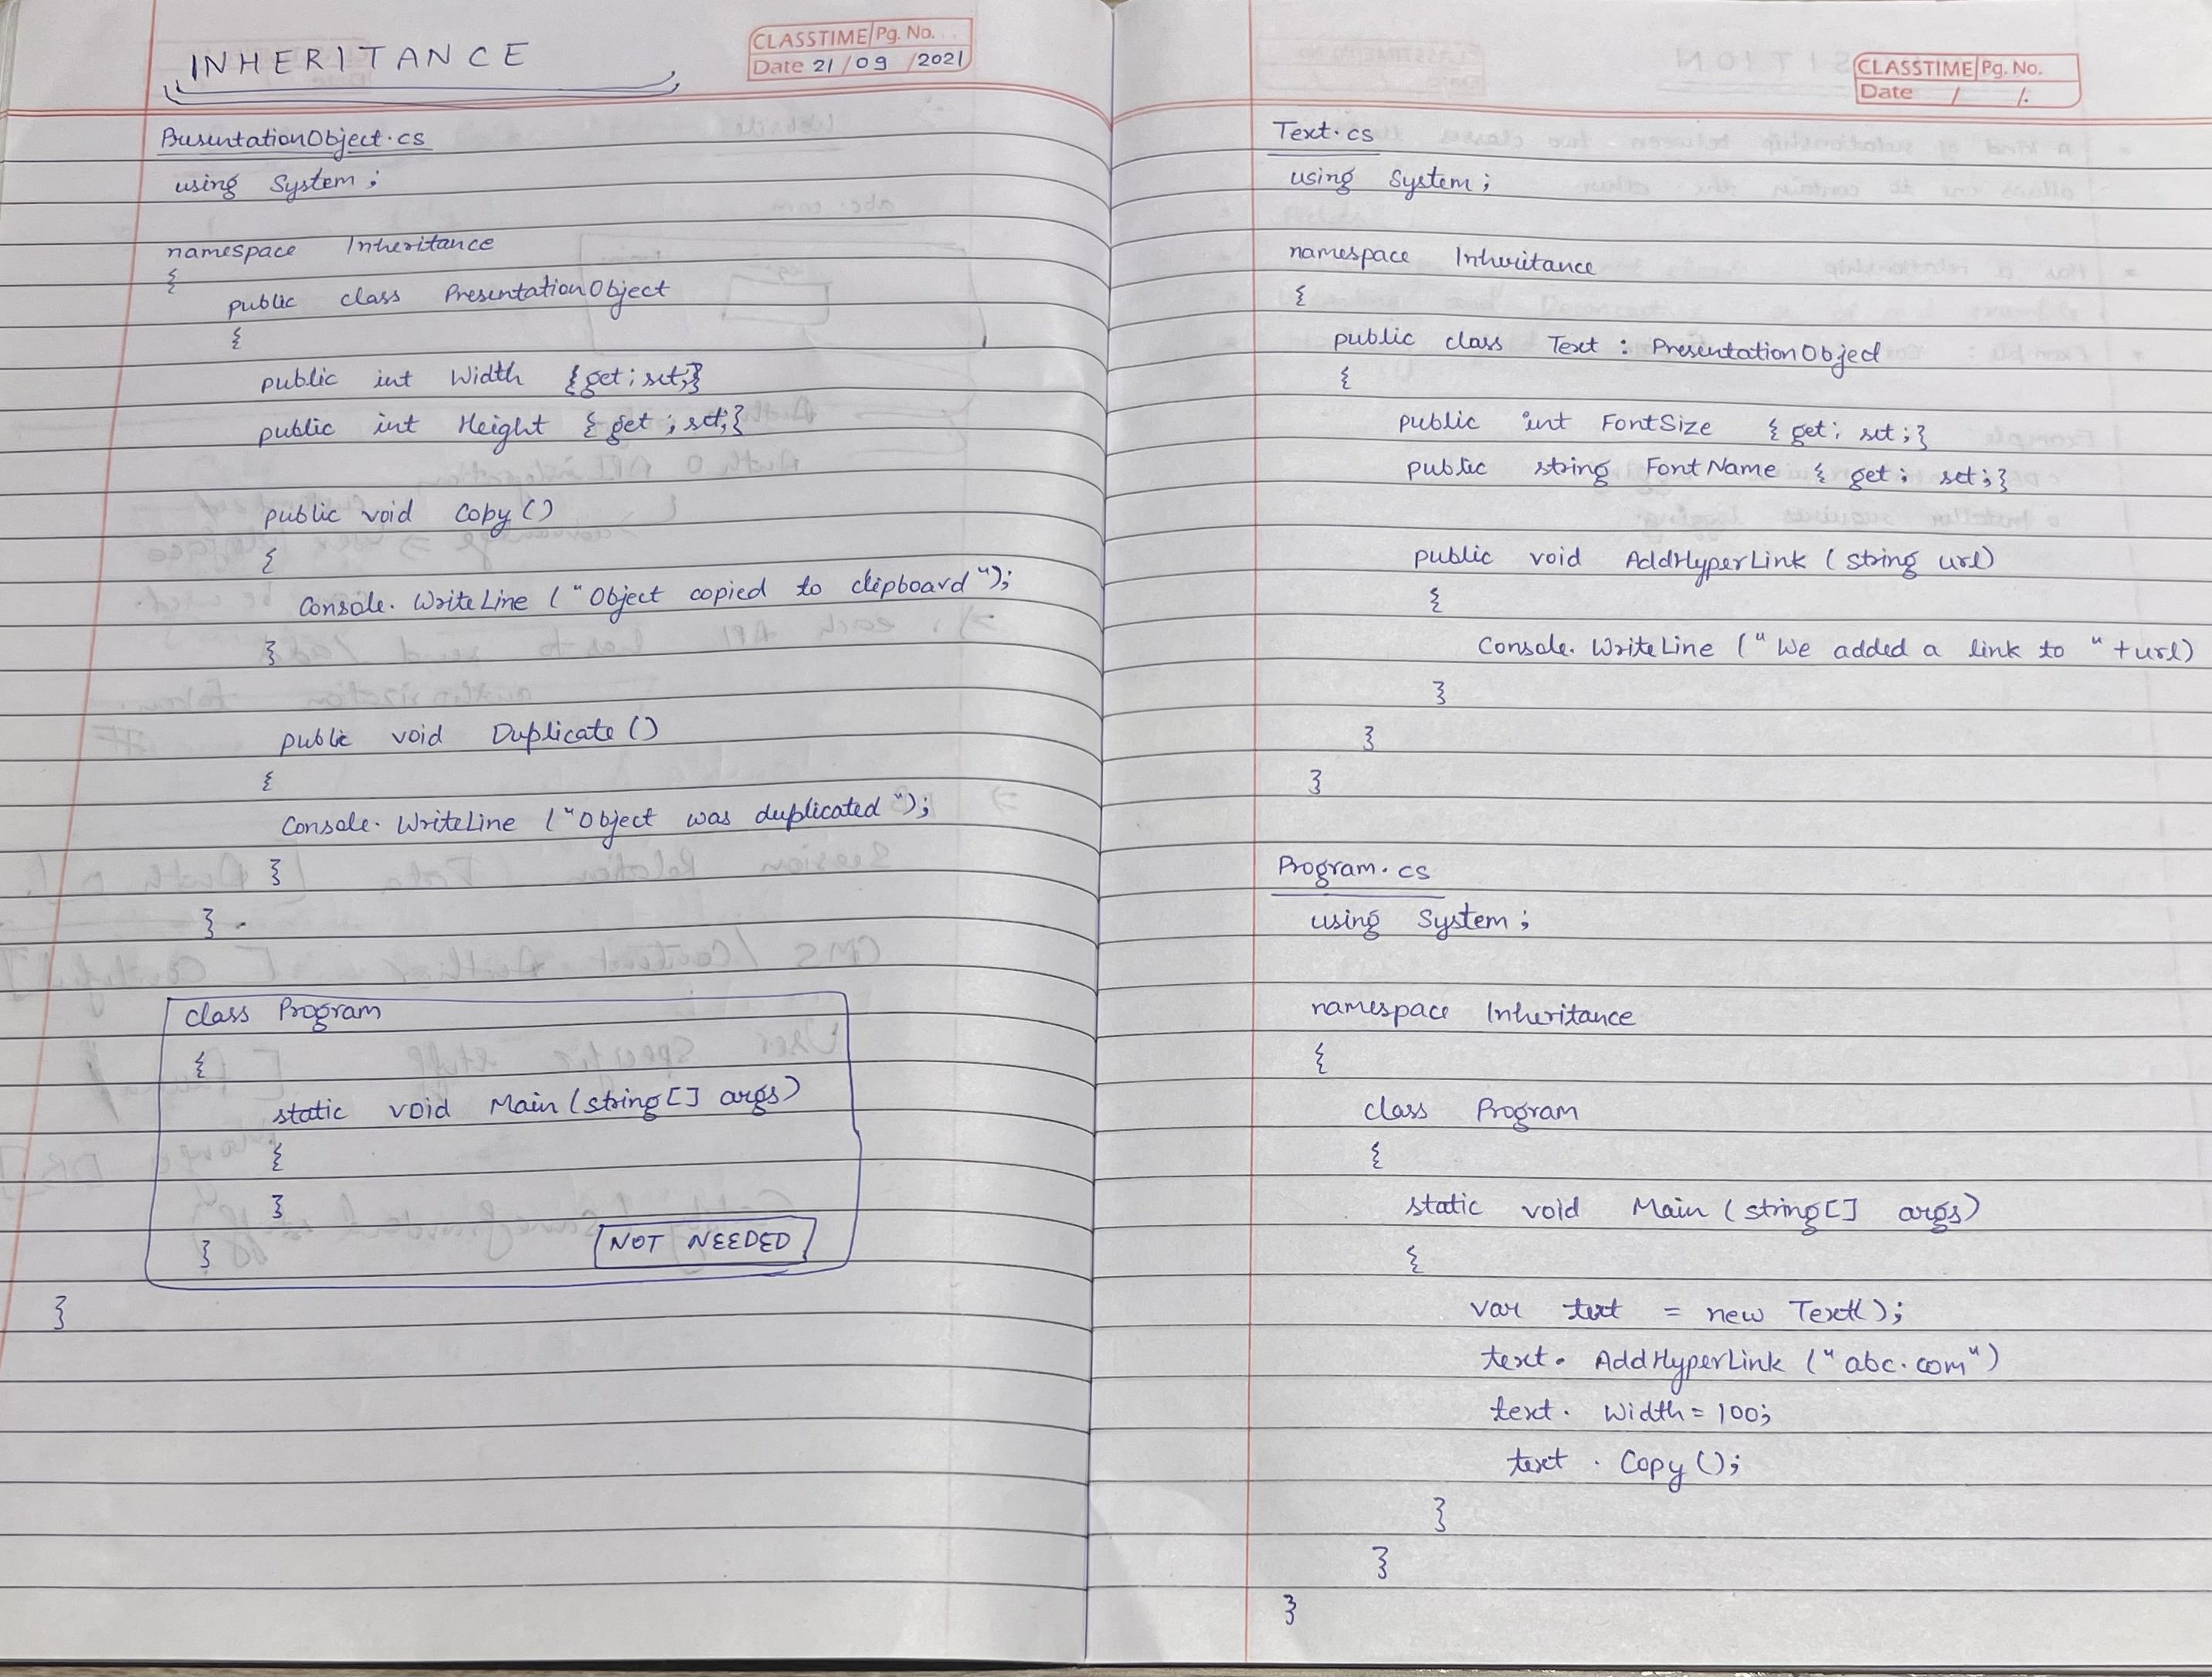 INHERITANCE
CLASSTIME Pg. No.
Date 21 / 09 / 2021
PresentationObject.cs
using System;
namespace Inheritance
{
public class PresentationObject
{
public int Width {get; set;}
public int Height {get; set;}
public void Copy()
{
Console.WriteLine ("Object copied to clipboard");
}
public void Duplicate()
{
Console.WriteLine ("Object was duplicated");
}
}
class Program
{
static void Main (string[] args)
{
}
}
NOT NEEDED
}
CLASSTIME Pg. No.
Date / /
Text.cs
using System;
namespace Inheritance
{
public class Text : PresentationObject
{
public int FontSize {get; set;}
public string FontName {get; set;}
public void AddHyperLink (string url)
{
Console.WriteLine ("We added a link to " + url)
}
}
}
Program.cs
using System;
namespace Inheritance
{
class Program
{
static void Main (string[] args)
{
var text = new Text();
text.AddHyperLink ("abc.com")
text.Width = 100;
text.Copy();
}
}
}